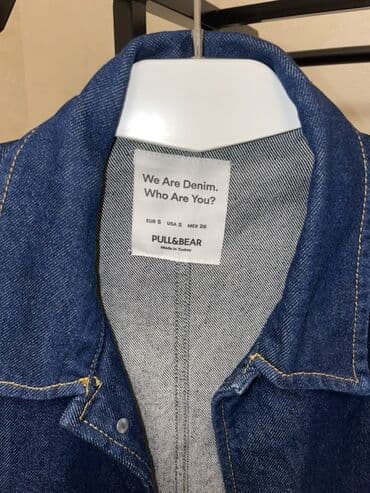 We Are Denim.
Who Are You?
EUR S USA S MEX 26
PULL&BEAR
Made in Turkey